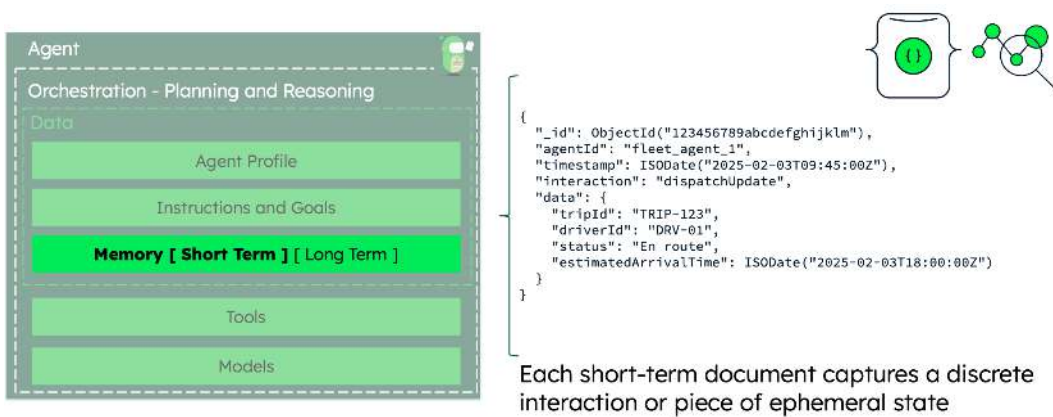 Agent
Orchestration - Planning and Reasoning
Data
Agent Profile
Instructions and Goals
Memory [ Short Term ] [ Long Term ]
Tools
Models
{ }
{
"_id": ObjectId("123456789abcdefghijklm"),
"agentId": "fleet_agent_1",
"timestamp": ISODate("2025-02-03T09:45:00Z"),
"interaction": "dispatchUpdate",
"data": {
"tripId": "TRIP-123",
"driverId": "DRV-01",
"status": "En route",
"estimatedArrivalTime": ISODate("2025-02-03T18:00:00Z")
}
}
Each short-term document captures a discrete
interaction or piece of ephemeral state